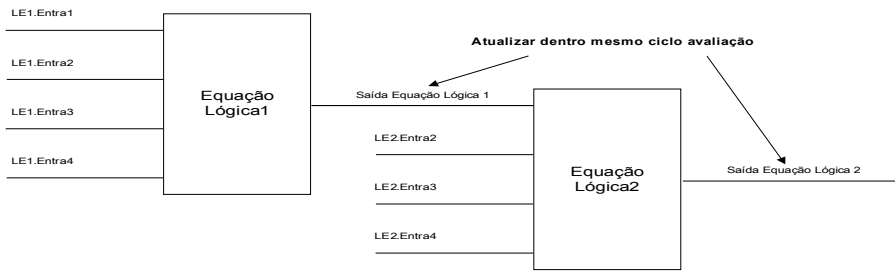 LE1.Entra1
LE1.Entra2
LE1.Entra3
LE1.Entra4
Equação
Lógica1
Atualizar dentro mesmo ciclo avaliação
Saída Equação Lógica 1
LE2.Entra2
LE2.Entra3
LE2.Entra4
Equação
Lógica2
Saída Equação Lógica 2